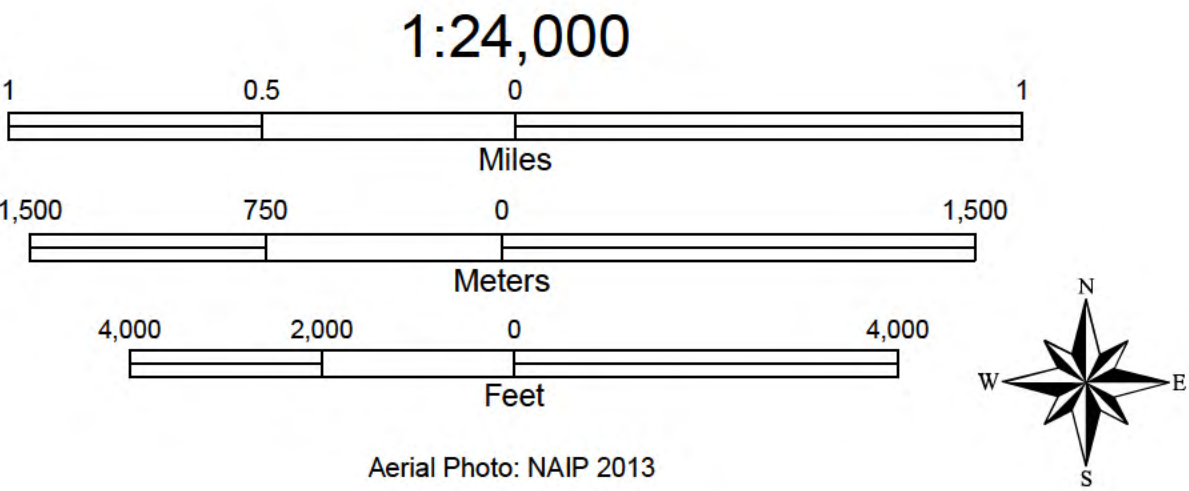 1:24,000
1 0.5 0 1
Miles
1,500 750 0 1,500
Meters
4,000 2,000 0 4,000
Feet
N
W E
S
Aerial Photo: NAIP 2013